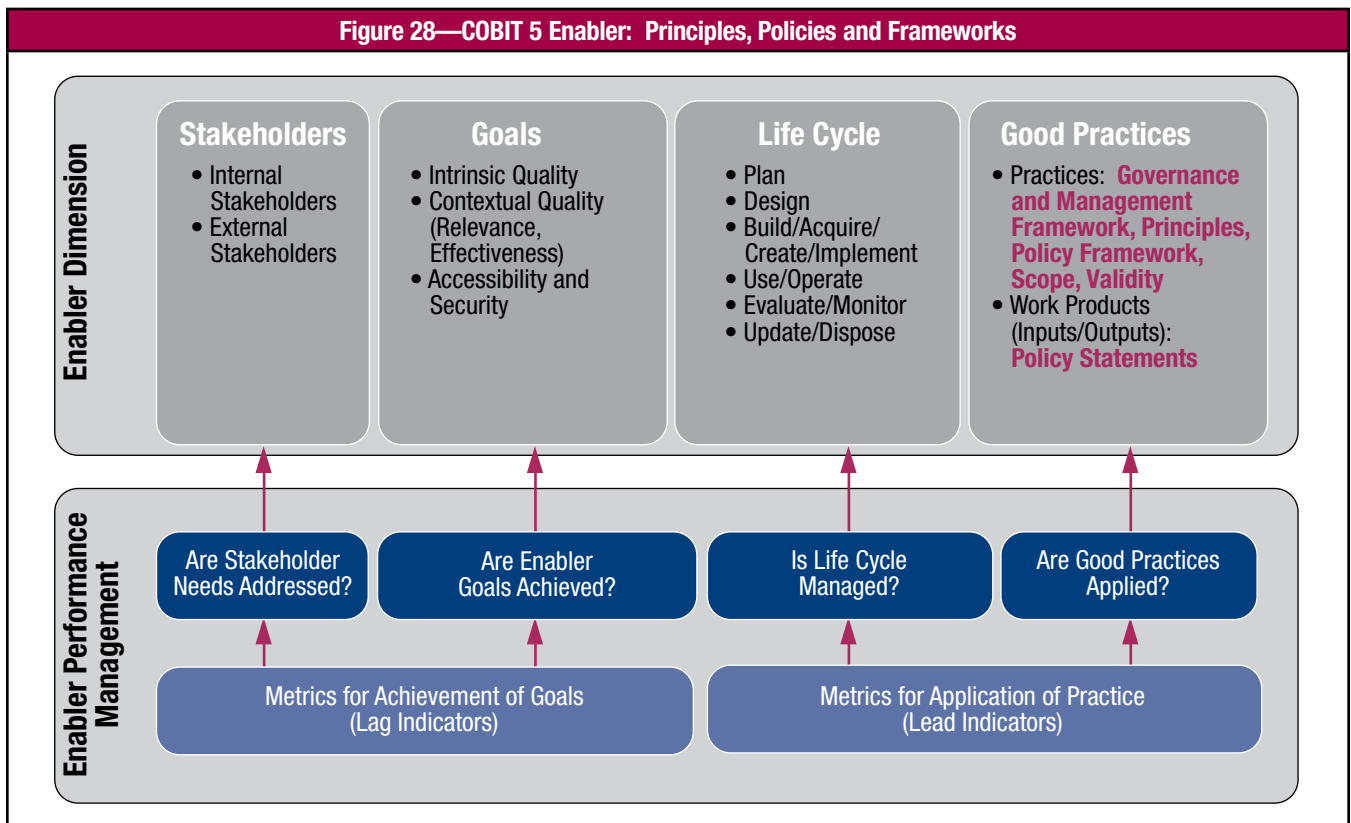 Figure 28—COBIT 5 Enabler: Principles, Policies and Frameworks
Enabler Dimension
Stakeholders
• Internal
Stakeholders
• External
Stakeholders
Goals
• Intrinsic Quality
• Contextual Quality
(Relevance,
Effectiveness)
• Accessibility and
Security
Life Cycle
• Plan
• Design
• Build/Acquire/
Create/Implement
• Use/Operate
• Evaluate/Monitor
• Update/Dispose
Good Practices
• Practices: Governance
and Management
Framework, Principles,
Policy Framework,
Scope, Validity
• Work Products
(Inputs/Outputs):
Policy Statements
Enabler Performance
Management
Are Stakeholder
Needs Addressed?
Are Enabler
Goals Achieved?
Is Life Cycle
Managed?
Are Good Practices
Applied?
Metrics for Achievement of Goals
(Lag Indicators)
Metrics for Application of Practice
(Lead Indicators)